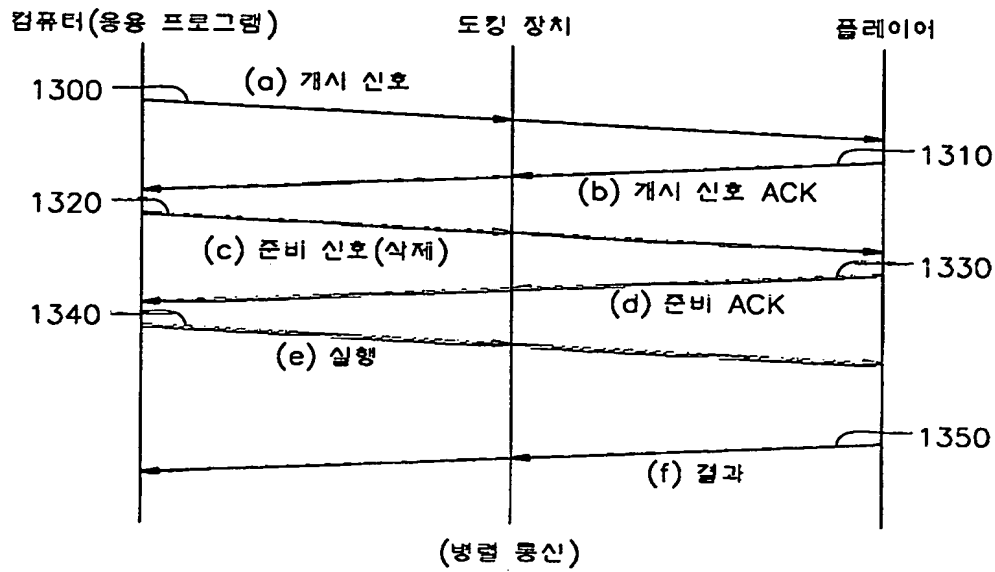 컴퓨터(응용 프로그램)
도킹 장치
플레이어
1300
(a) 개시 신호
1310
(b) 개시 신호 ACK
1320
(c) 준비 신호(삭제)
1330
(d) 준비 ACK
1340
(e) 실행
1350
(f) 결과
(병렬 통신)